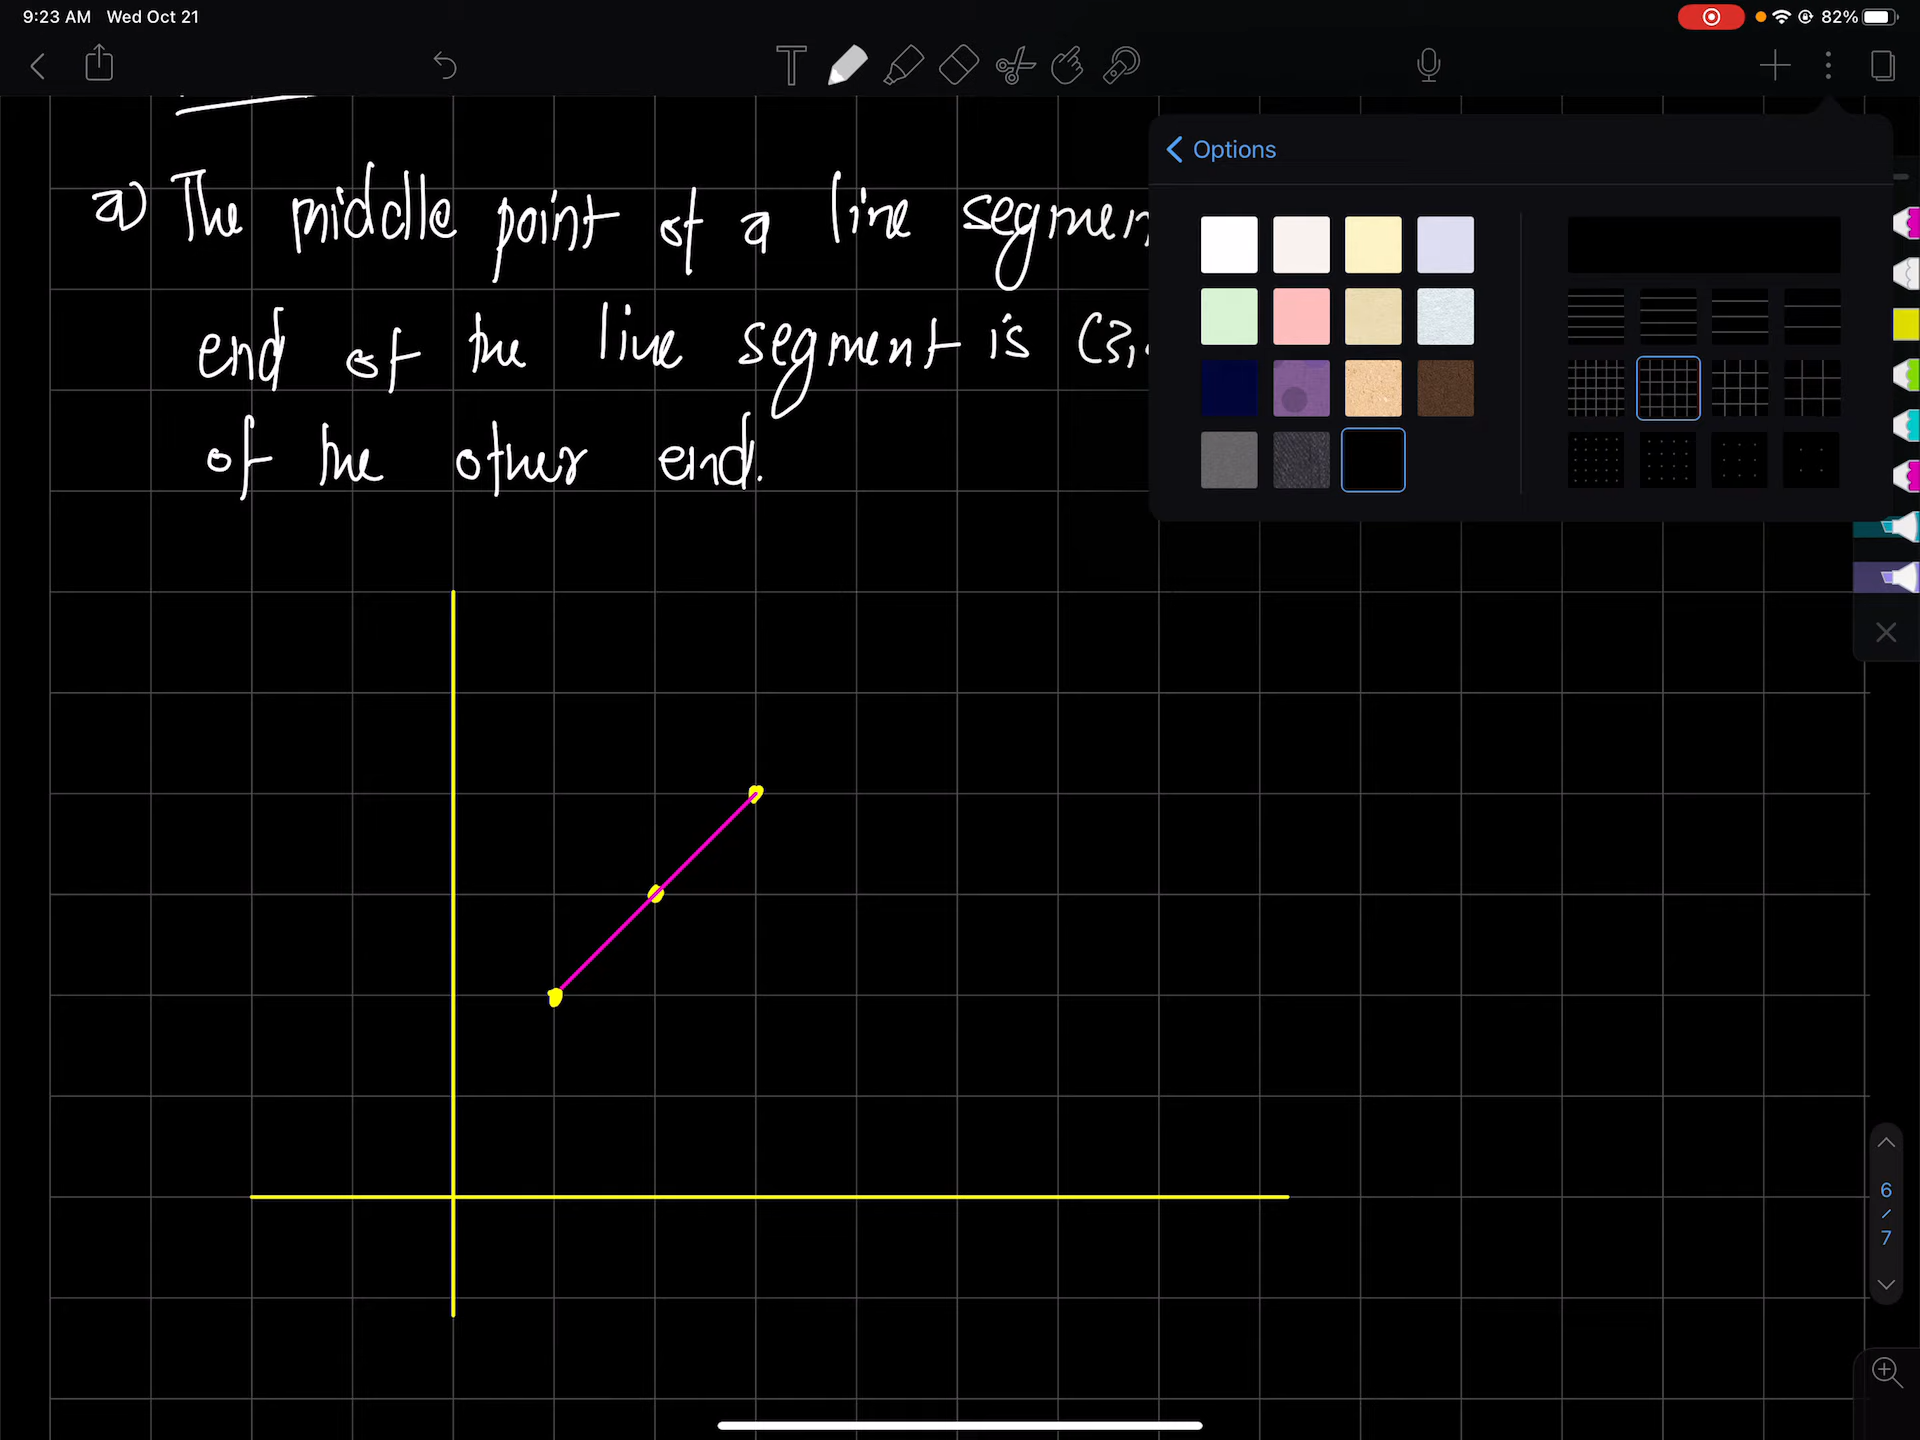 9:23 AM Wed Oct 21
82%
T
Options
a) The middle point of a line segmen
end of the line segment is (3,
of the other end.
6
/
7